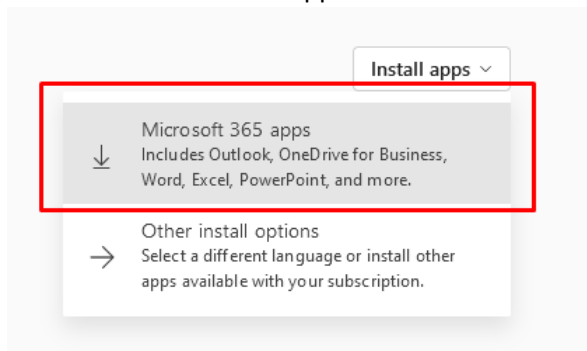 Install apps
Microsoft 365 apps
Includes Outlook, OneDrive for Business,
Word, Excel, PowerPoint, and more.
Other install options
Select a different language or install other
apps available with your subscription.